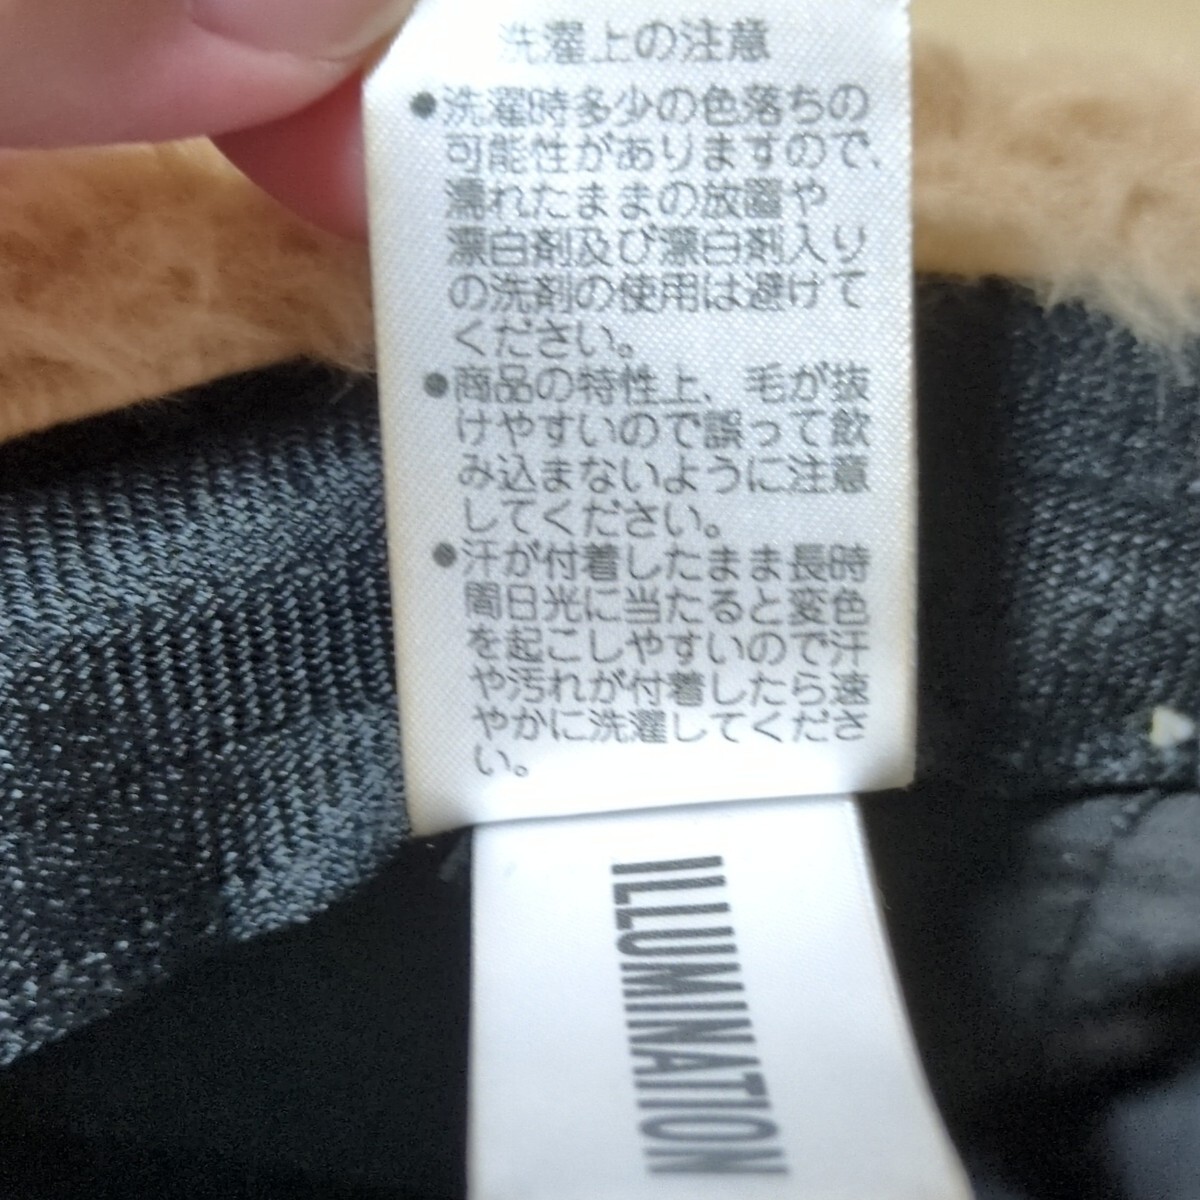 洗濯上の注意
●洗濯時多少の色落ちの
可能性がありますので、
濡れたままの放置や
漂白剤及び漂白剤入り
の洗剤の使用は避けて
ください。
●商品の特性上、毛が抜
けやすいので誤って飲
み込まないように注意
してください。
●汗が付着したまま長時
間日光に当たると変色
を起こしやすいので汗
や汚れが付着したら速
やかに洗濯してくださ
い。
ILLUMINATION